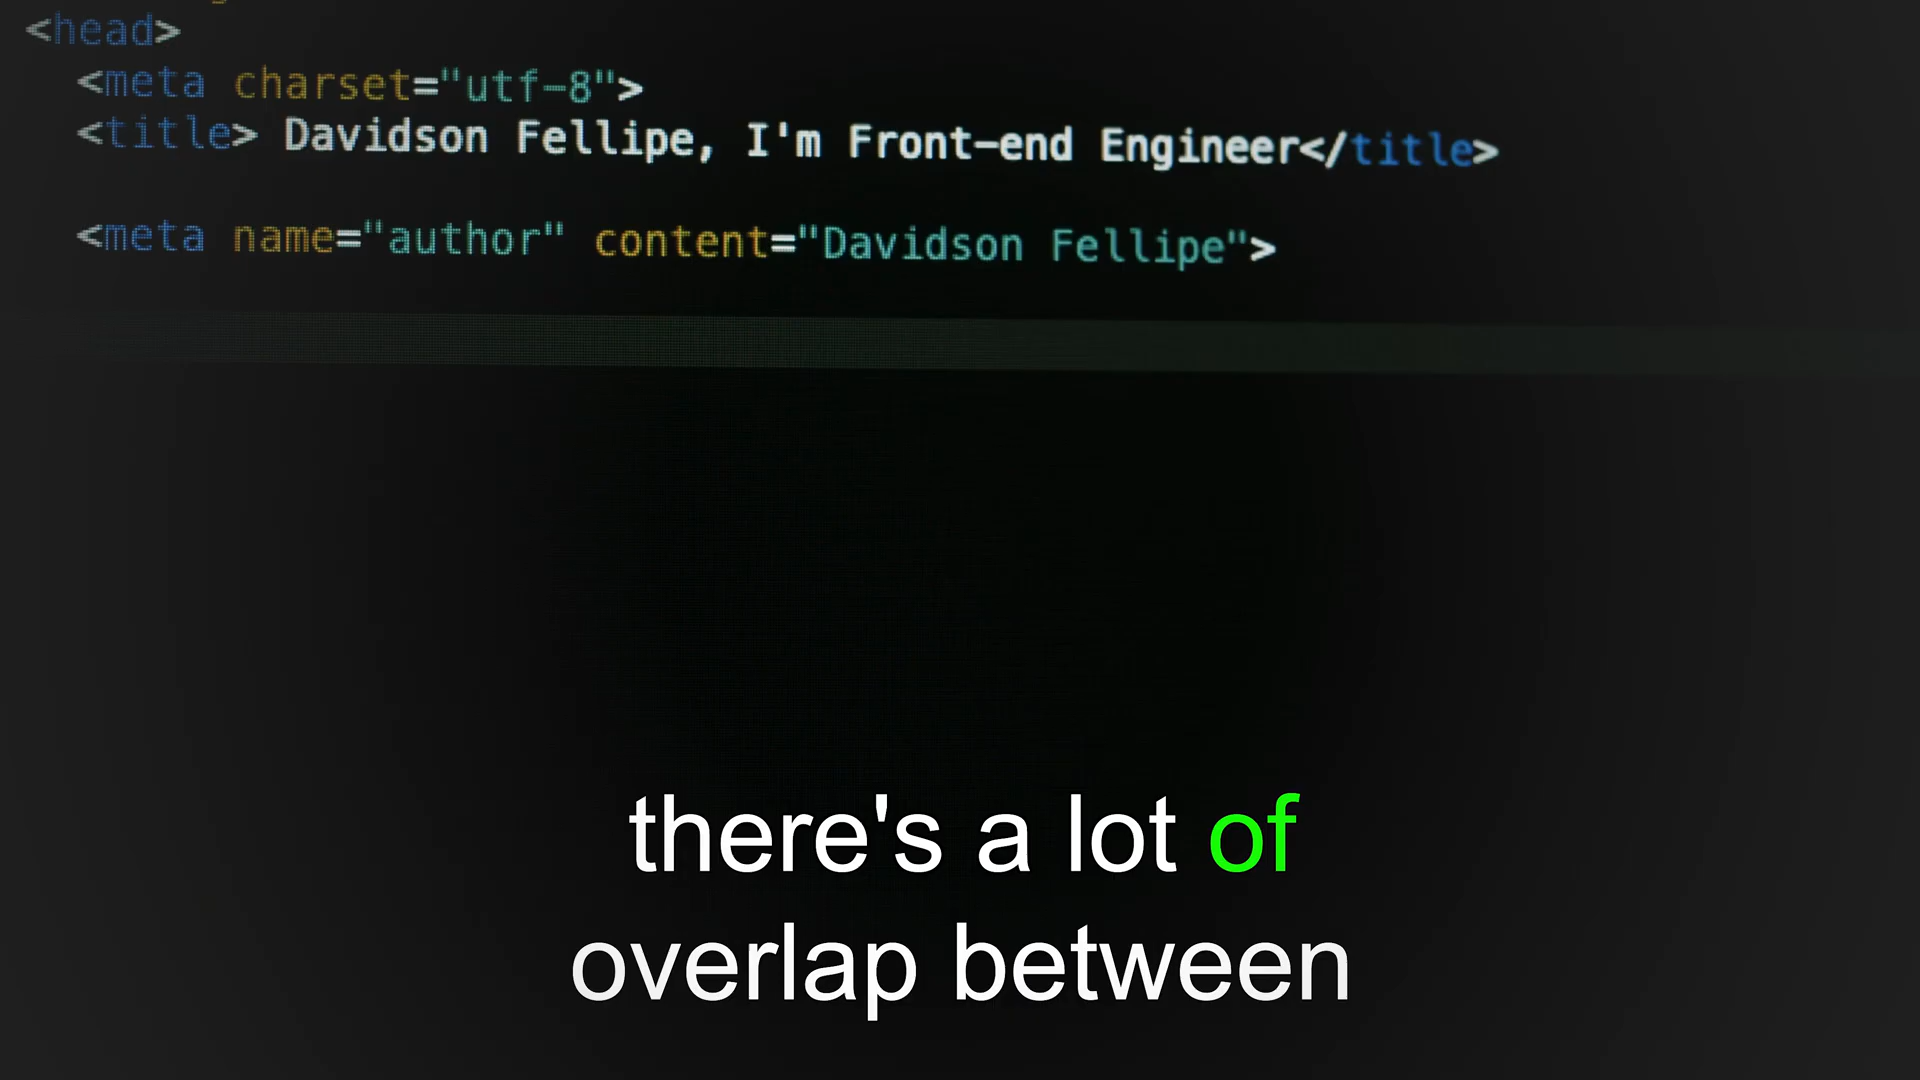 <head>
<meta charset="utf-8">
<title> Davidson Fellipe, I'm Front-end Engineer</title>
<meta name="author" content="Davidson Fellipe">
there's a lot of
overlap between